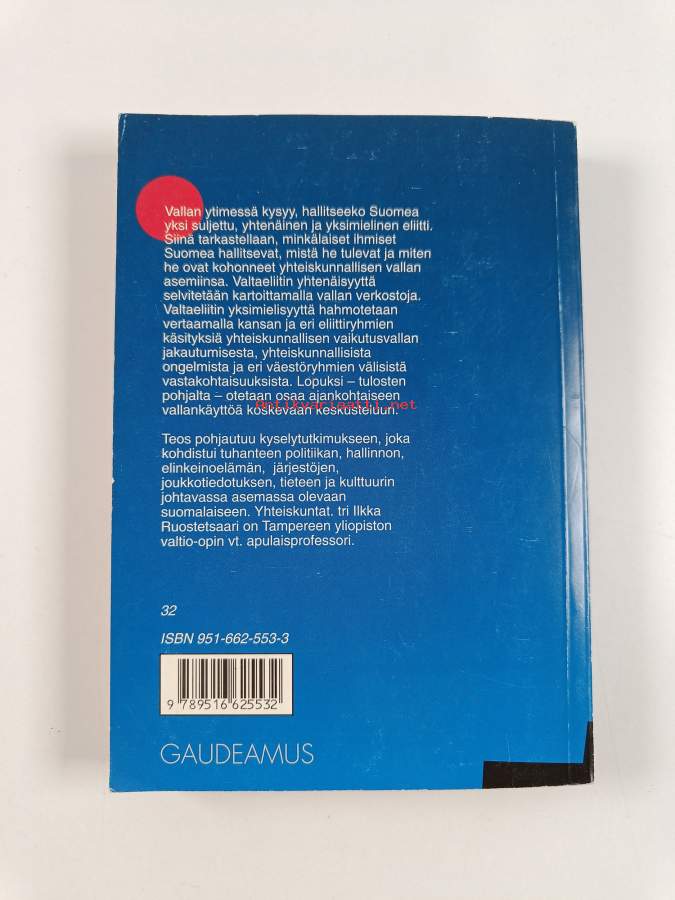 Vallan ytimessä kysyy, hallitseeko Suomea
yksi suljettu, yhtenäinen ja yksimielinen eliitti.
Siinä tarkastellaan, minkälaiset ihmiset
Suomea hallitsevat, mistä he tulevat ja miten
he ovat kohonneet yhteiskunnallisen vallan
asemiinsa. Valtaeliitin yhtenäisyyttä
selvitetään kartoittamalla vallan verkostoja.
Valtaeliitin yksimielisyyttä hahmotetaan
vertaamalla kansan ja eri eliittiryhmien
käsityksiä yhteiskunnallisen vaikutusvallan
jakautumisesta, yhteiskunnallisista
ongelmista ja eri väestöryhmien välisistä
vastakohtaisuuksista. Lopuksi – tulosten
pohjalta – otetaan osaa ajankohtaiseen
Antikvariaatti.net
vallankäyttöä koskevaan keskusteluun.
Teos pohjautuu kyselytutkimukseen, joka
kohdistui tuhanteen politiikan, hallinnon,
elinkeinoelämän, järjestöjen,
joukkotiedotuksen, tieteen ja kulttuurin
johtavassa asemassa olevaan
suomalaiseen. Yhteiskuntat. tri Ilkka
Ruostetsaari on Tampereen yliopiston
valtio-opin vt. apulaisprofessori.
32
ISBN 951-662-553-3
9 789516 625532
GAUDEAMUS